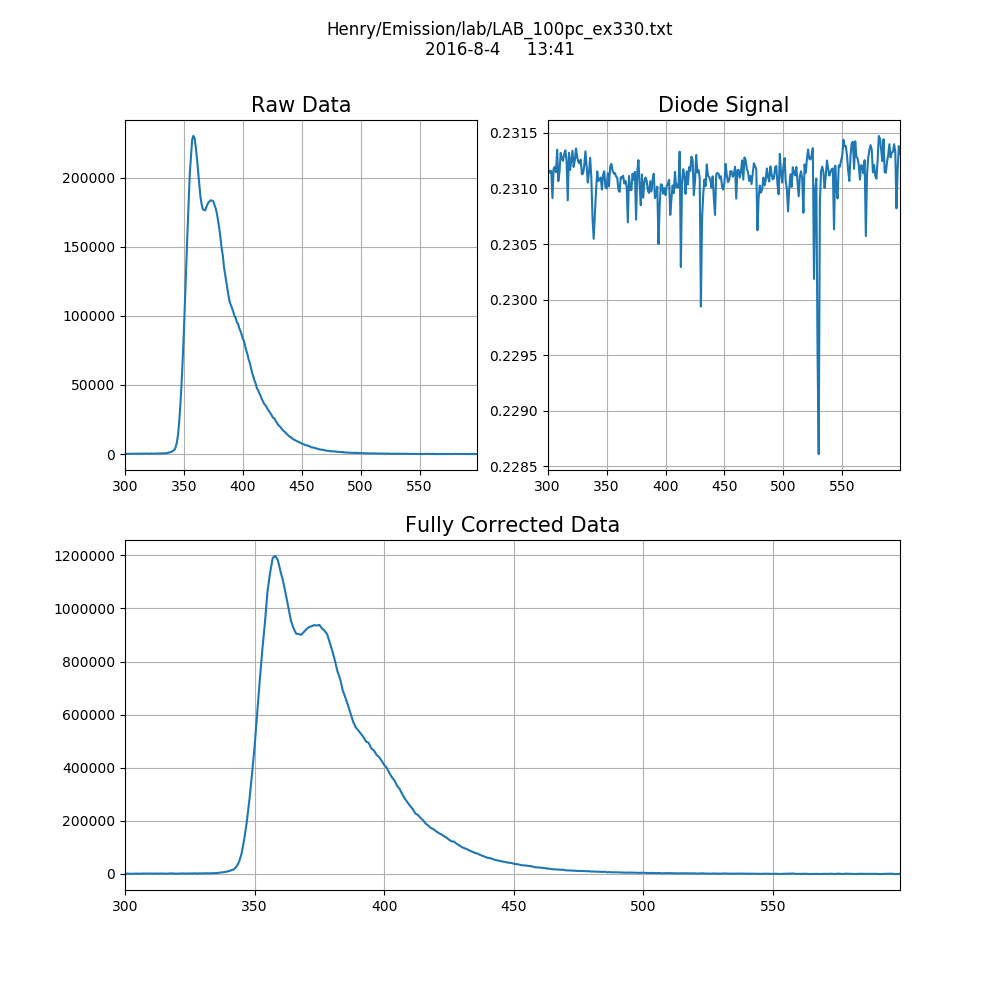 Henry/Emission/lab/LAB_100pc_ex330.txt
2016-8-4 13:41
Raw Data
200000
150000
100000
50000
0
300 350 400 450 500 550
Diode Signal
0.2315
0.2310
0.2305
0.2300
0.2295
0.2290
0.2285
300 350 400 450 500 550
Fully Corrected Data
1200000
1000000
800000
600000
400000
200000
0
300 350 400 450 500 550